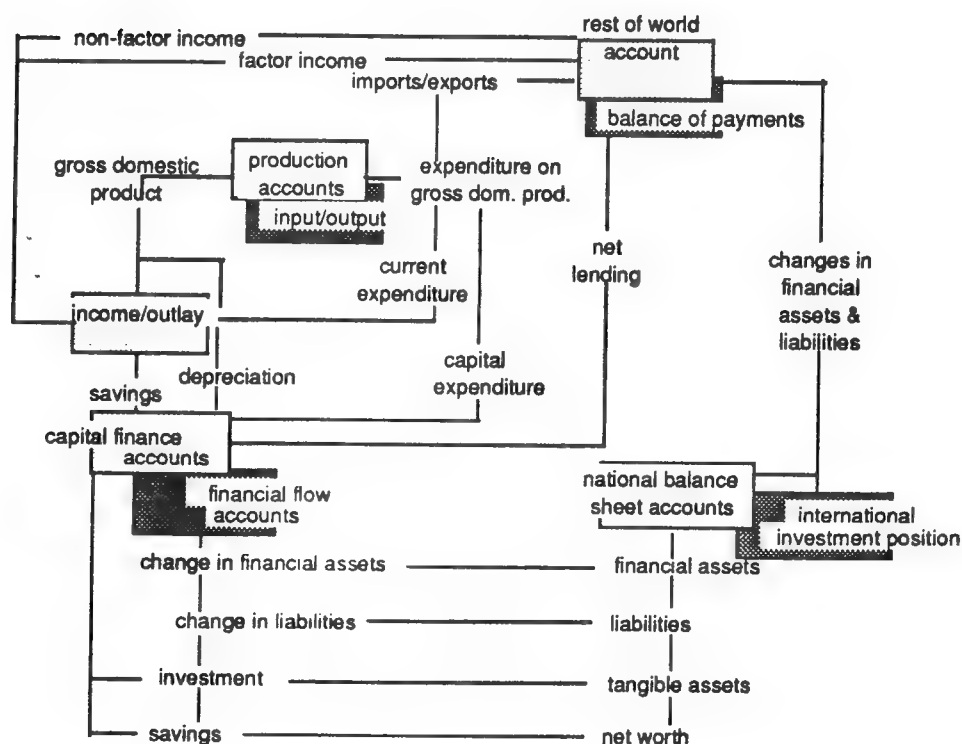 rest of world
account
non-factor income
factor income
imports/exports
balance of payments
gross domestic
product
production
accounts
input/output
expenditure on
gross dom. prod.
current
expenditure
net
lending
changes in
financial
assets &
liabilities
income/outlay
depreciation
capital
expenditure
savings
capital finance
accounts
financial flow
accounts
national balance
sheet accounts
international
investment position
change in financial assets
financial assets
change in liabilities
liabilities
investment
tangible assets
savings
net worth